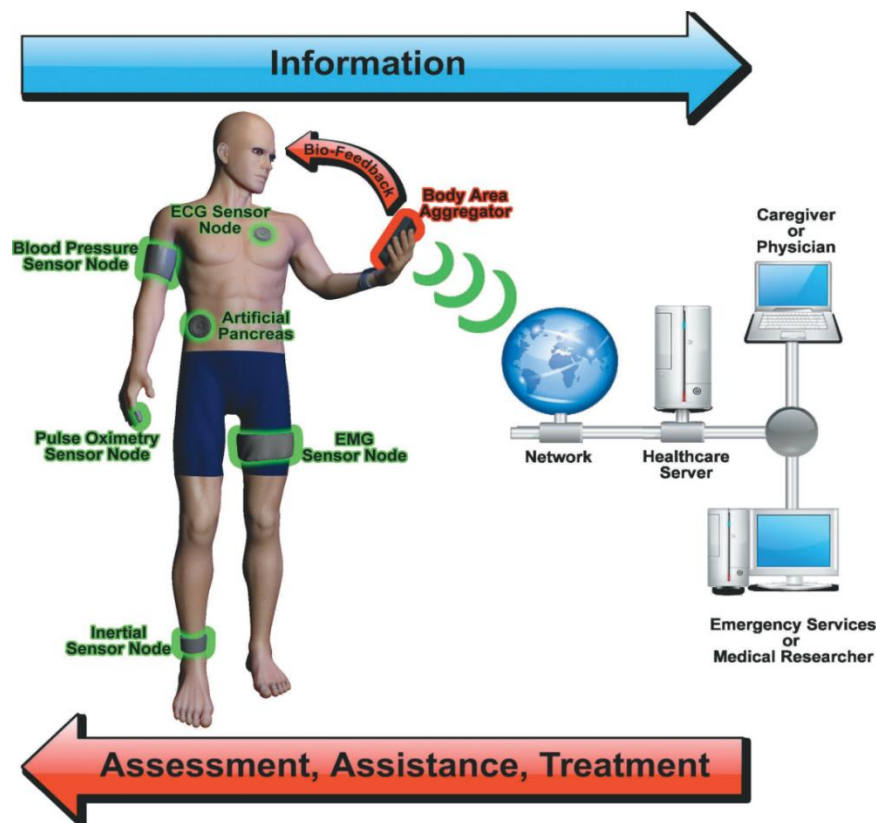 Information
Bio-Feedback
Body Area
Aggregator
ECG Sensor
Node
Blood Pressure
Sensor Node
Artificial
Pancreas
Pulse Oximetry
Sensor Node
EMG
Sensor Node
Inertial
Sensor Node
Caregiver
or
Physician
Network
Healthcare
Server
Emergency Services
or
Medical Researcher
Assessment, Assistance, Treatment